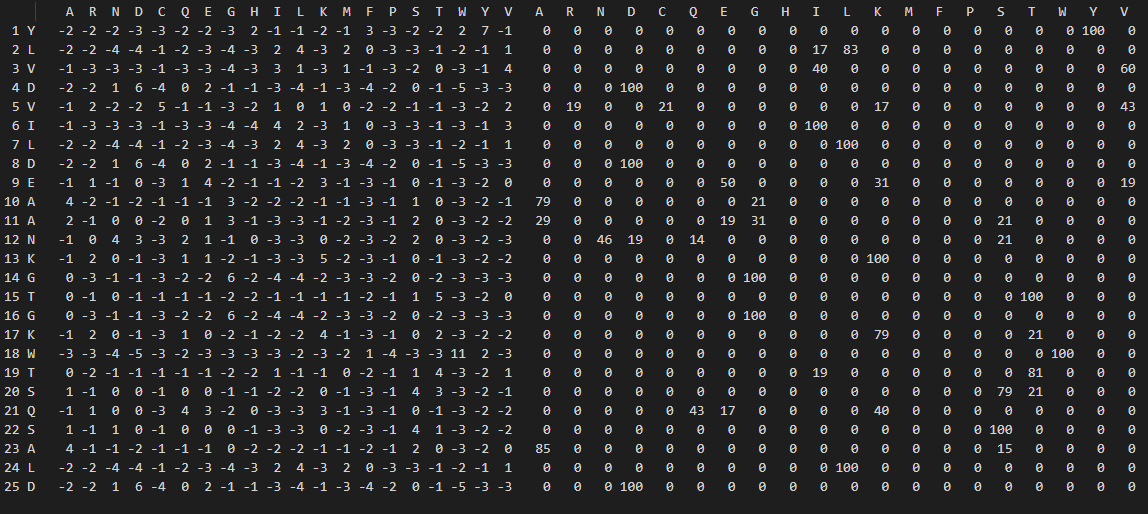 A R N D C Q E G H I L K M F P S T W Y V A R N D C Q E G H I L K M F P S T W Y V
1 Y -2 -2 -2 -3 -3 -2 -2 -3 2 -1 -1 -2 -1 3 -3 -2 -2 2 7 -1 0 0 0 0 0 0 0 0 0 0 0 0 0 0 0 0 0 0 100 0
2 L -2 -2 -4 -4 -1 -2 -3 -4 -3 2 4 -3 2 0 -3 -3 -1 -2 -1 1 0 0 0 0 0 0 0 0 0 17 83 0 0 0 0 0 0 0 0 0
3 V -1 -3 -3 -3 -1 -3 -3 -4 -3 3 1 -3 1 -1 -3 -2 0 -3 -1 4 0 0 0 0 0 0 0 0 0 40 0 0 0 0 0 0 0 0 0 60
4 D -2 -2 1 6 -4 0 2 -1 -1 -3 -4 -1 -3 -4 -2 0 -1 -5 -3 -3 0 0 0 100 0 0 0 0 0 0 0 0 0 0 0 0 0 0 0 0
5 V -1 2 -2 -2 5 -1 -1 -3 -2 1 0 1 0 -2 -2 -1 -1 -3 -2 2 0 19 0 0 21 0 0 0 0 0 0 17 0 0 0 0 0 0 0 43
6 I -1 -3 -3 -3 -1 -3 -3 -4 -4 4 2 -3 1 0 -3 -3 -1 -3 -1 3 0 0 0 0 0 0 0 0 0 100 0 0 0 0 0 0 0 0 0 0
7 L -2 -2 -4 -4 -1 -2 -3 -4 -3 2 4 -3 2 0 -3 -3 -1 -2 -1 1 0 0 0 0 0 0 0 0 0 0 100 0 0 0 0 0 0 0 0 0
8 D -2 -2 1 6 -4 0 2 -1 -1 -3 -4 -1 -3 -4 -2 0 -1 -5 -3 -3 0 0 0 100 0 0 0 0 0 0 0 0 0 0 0 0 0 0 0 0
9 E -1 1 -1 0 -3 1 4 -2 -1 -1 -2 3 -1 -3 -1 0 -1 -3 -2 0 0 0 0 0 0 0 50 0 0 0 0 31 0 0 0 0 0 0 0 19
10 A 4 -2 -1 -2 -1 -1 -1 3 -2 -2 -2 -1 -1 -3 -1 1 0 -3 -2 -1 79 0 0 0 0 0 0 21 0 0 0 0 0 0 0 0 0 0 0 0
11 A 2 -1 0 0 -2 0 1 3 -1 -3 -3 -1 -2 -3 -1 2 0 -3 -2 -1 29 0 0 0 0 0 19 31 0 0 0 0 0 0 0 21 0 0 0 0
12 N -1 0 4 3 -3 2 1 -1 0 -3 -3 0 -2 -3 -2 2 0 -3 -2 -3 0 0 46 19 0 14 0 0 0 0 0 0 0 0 0 21 0 0 0 0
13 K -1 2 0 -1 -3 1 1 -2 -1 -3 -3 5 -2 -3 -1 0 -1 -3 -2 -2 0 0 0 0 0 0 0 0 0 0 0 100 0 0 0 0 0 0 0 0
14 G 0 -3 -1 -1 -3 -2 -2 6 -2 -4 -4 -2 -3 -3 -2 0 -2 -3 -3 -3 0 0 0 0 0 0 0 100 0 0 0 0 0 0 0 0 0 0 0 0
15 T 0 -1 0 -1 -1 -1 -1 -2 -2 -1 -1 -1 -1 -2 -1 1 5 -3 -2 0 0 0 0 0 0 0 0 0 0 0 0 0 0 0 0 0 100 0 0 0
16 G 0 -3 -1 -1 -3 -2 -2 6 -2 -4 -4 -2 -3 -3 -2 0 -2 -3 -3 -3 0 0 0 0 0 0 0 100 0 0 0 0 0 0 0 0 0 0 0 0
17 K -1 2 0 -1 -3 1 0 -2 -1 -2 -2 4 -1 -3 -1 0 2 -3 -2 -2 0 0 0 0 0 0 0 0 0 0 0 79 0 0 0 0 21 0 0 0
18 W -3 -3 -4 -5 -3 -2 -3 -3 -3 -3 -2 -3 -2 1 -4 -3 -3 11 2 -3 0 0 0 0 0 0 0 0 0 0 0 0 0 0 0 0 0 100 0 0
19 T 0 -2 -1 -1 -1 -1 -1 -2 -2 1 -1 -1 0 -2 -1 1 4 -3 -2 1 0 0 0 0 0 0 0 0 0 19 0 0 0 0 0 0 81 0 0 0
20 S 1 -1 0 0 -1 0 0 -1 -1 -2 -2 0 -1 -3 -1 4 3 -3 -2 -1 0 0 0 0 0 0 0 0 0 0 0 0 0 0 0 79 21 0 0 0
21 Q -1 1 0 0 -3 4 3 -2 0 -3 -3 3 -1 -3 -1 0 -1 -3 -2 -2 0 0 0 0 0 43 17 0 0 0 0 40 0 0 0 0 0 0 0 0
22 S 1 -1 1 0 -1 0 0 0 -1 -3 -3 0 -2 -3 -1 4 1 -3 -2 -2 0 0 0 0 0 0 0 0 0 0 0 0 0 0 0 100 0 0 0 0
23 A 4 -1 -1 -2 -1 -1 -1 0 -2 -2 -2 -1 -1 -2 -1 2 0 -3 -2 0 85 0 0 0 0 0 0 0 0 0 0 0 0 0 0 15 0 0 0 0
24 L -2 -2 -4 -4 -1 -2 -3 -4 -3 2 4 -3 2 0 -3 -3 -1 -2 -1 1 0 0 0 0 0 0 0 0 0 0 100 0 0 0 0 0 0 0 0 0
25 D -2 -2 1 6 -4 0 2 -1 -1 -3 -4 -1 -3 -4 -2 0 -1 -5 -3 -3 0 0 0 100 0 0 0 0 0 0 0 0 0 0 0 0 0 0 0 0